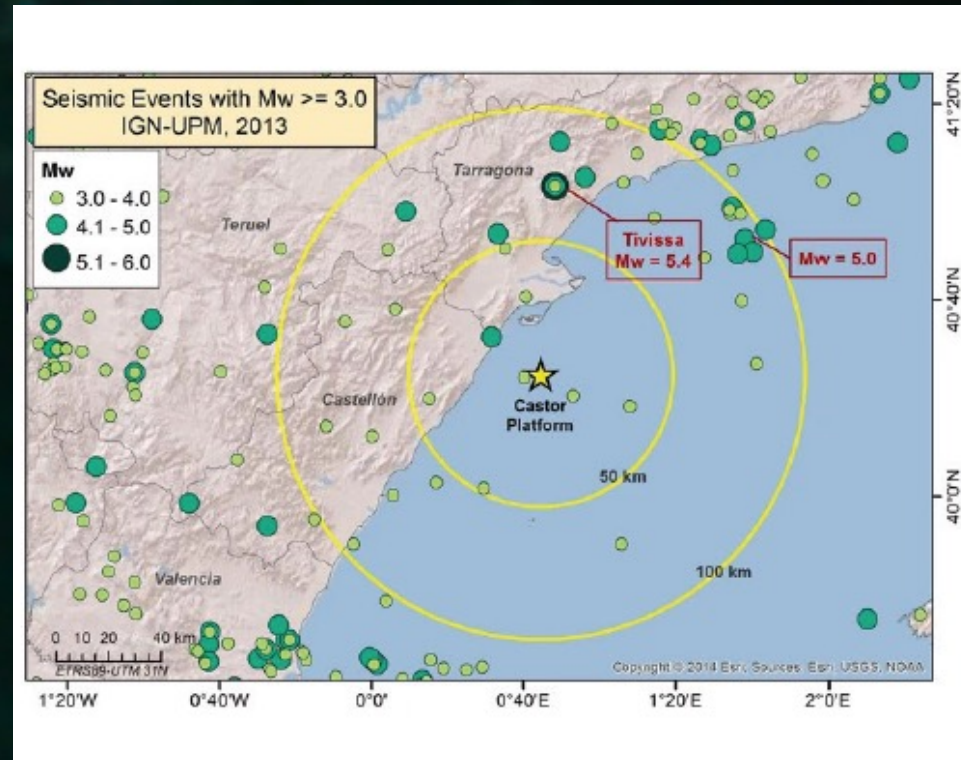 Seismic Events with Mw >= 3.0
IGN-UPM, 2013
Mw
3.0 - 4.0
4.1 - 5.0
5.1 - 6.0
Tarragona
Teruel
Tivissa
Mw = 5.4
Mw = 5.0
Castellón
Castor
Platform
50 km
100 km
Valencia
0 10 20 40 km
ETRS89-UTM 31N
Copyright © 2014 Esri, Sources: Esri, USGS, NOAA
41°20'N
40°40'N
40°0'N
1°20'W 0°40'W 0°0' 0°40'E 1°20'E 2°0'E